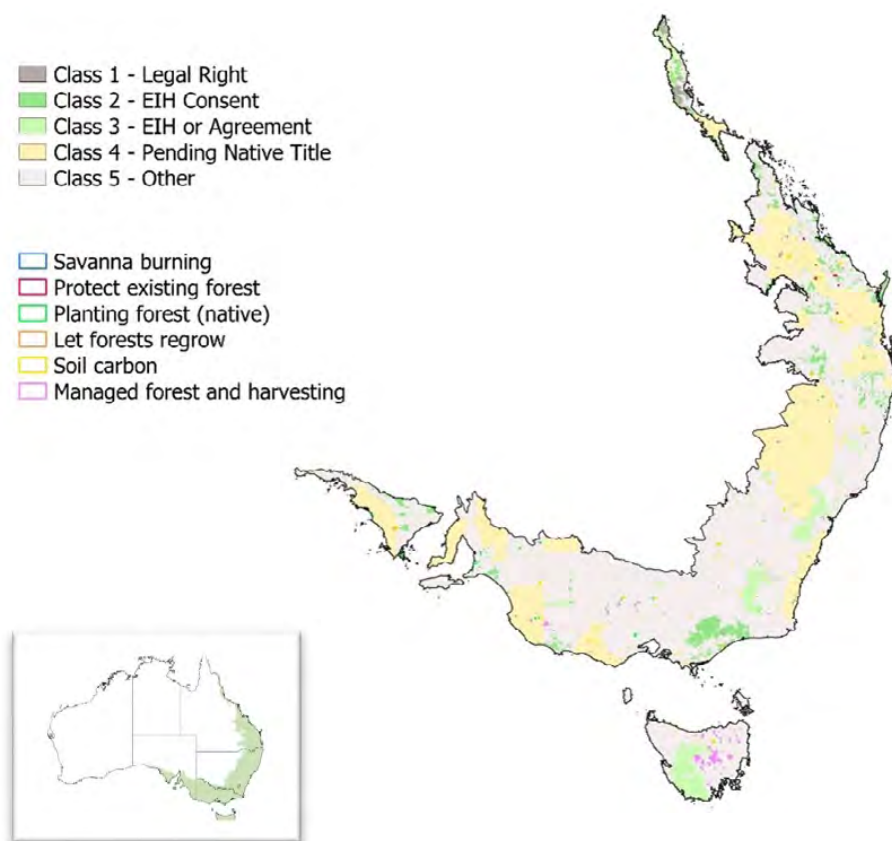 Class 1 - Legal Right
Class 2 - EIH Consent
Class 3 - EIH or Agreement
Class 4 - Pending Native Title
Class 5 - Other
Savanna burning
Protect existing forest
Planting forest (native)
Let forests regrow
Soil carbon
Managed forest and harvesting